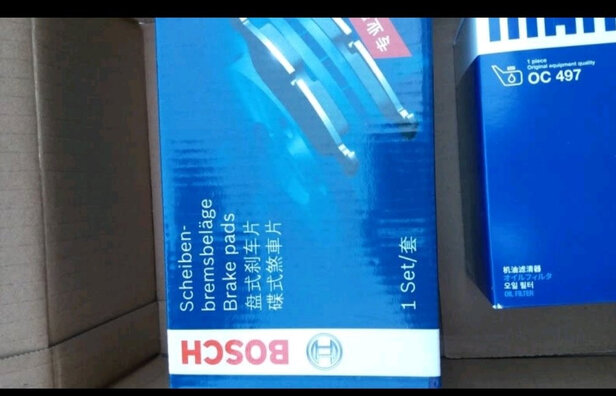 Scheiben-
bremsbeläge
Brake pads
盘式刹车片
碟式煞車片
1 Set/套
BOSCH
1 piece
Original equipment quality
OC 497
机油滤清器
オイルフィルタ
오일 필터
OIL FILTER